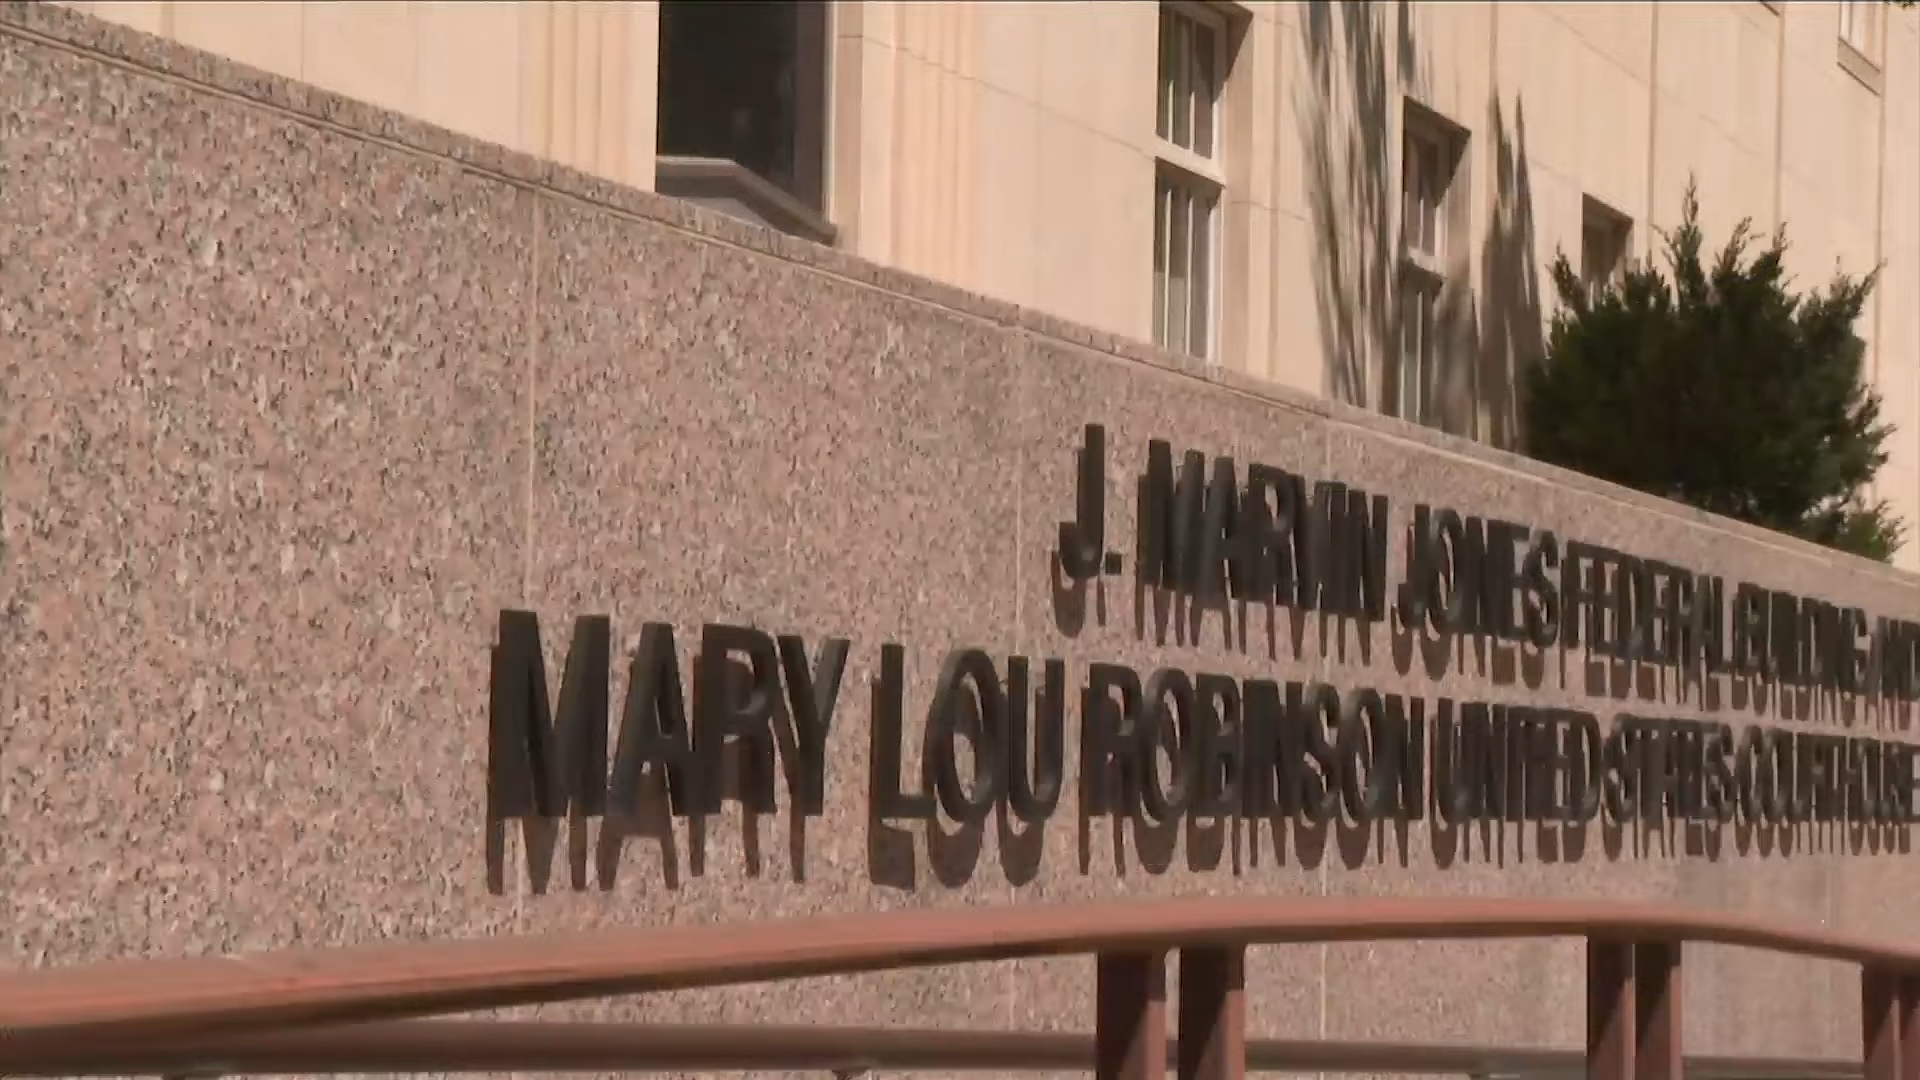 J. MARVIN JONES FEDERAL BUILDING AND
MARY LOU ROBINSON UNITED STATES COURTHOUSE